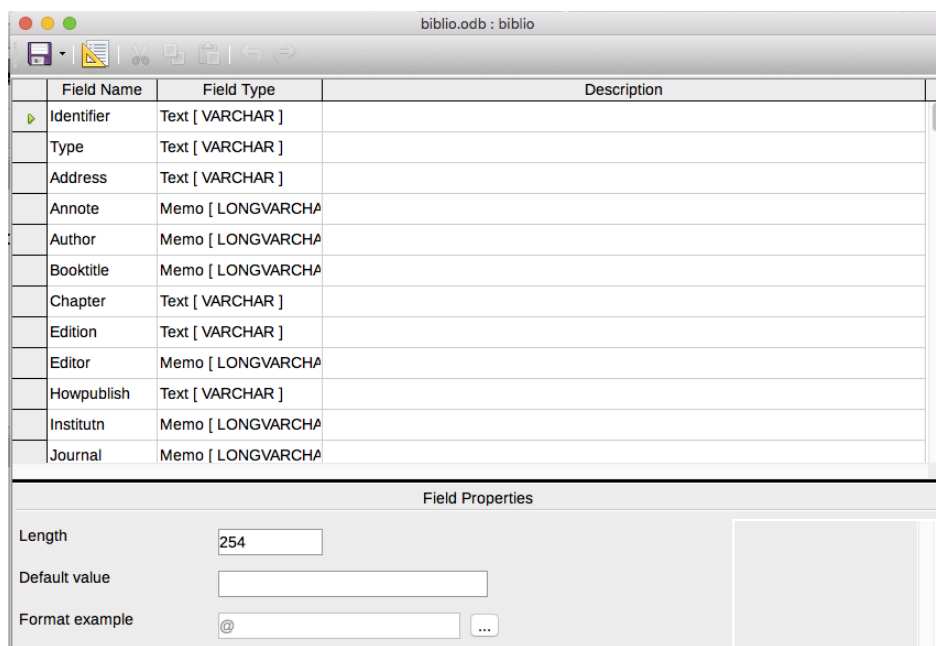 biblio.odb : biblio
Field Name Field Type Description
Identifier Text [ VARCHAR ]
Type Text [ VARCHAR ]
Address Text [ VARCHAR ]
Annote Memo [ LONGVARCHA
Author Memo [ LONGVARCHA
Booktitle Memo [ LONGVARCHA
Chapter Text [ VARCHAR ]
Edition Text [ VARCHAR ]
Editor Memo [ LONGVARCHA
Howpublish Text [ VARCHAR ]
Institutn Memo [ LONGVARCHA
Journal Memo [ LONGVARCHA
Field Properties
Length 254
Default value
Format example @ ...